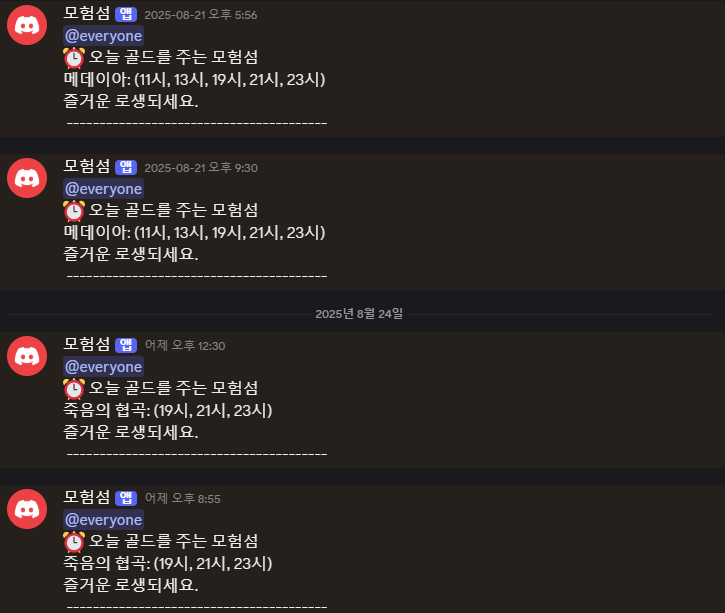 모험섬 앱 2025-08-21 오후 5:56
@everyone
⏰ 오늘 골드를 주는 모험섬
메데이아: (11시, 13시, 19시, 21시, 23시)
즐거운 로생되세요.
----------------------------------------
모험섬 앱 2025-08-21 오후 9:30
@everyone
⏰ 오늘 골드를 주는 모험섬
메데이아: (11시, 13시, 19시, 21시, 23시)
즐거운 로생되세요.
----------------------------------------
2025년 8월 24일
모험섬 앱 어제 오후 12:30
@everyone
⏰ 오늘 골드를 주는 모험섬
죽음의 협곡: (19시, 21시, 23시)
즐거운 로생되세요.
----------------------------------------
모험섬 앱 어제 오후 8:55
@everyone
⏰ 오늘 골드를 주는 모험섬
죽음의 협곡: (19시, 21시, 23시)
즐거운 로생되세요.
----------------------------------------